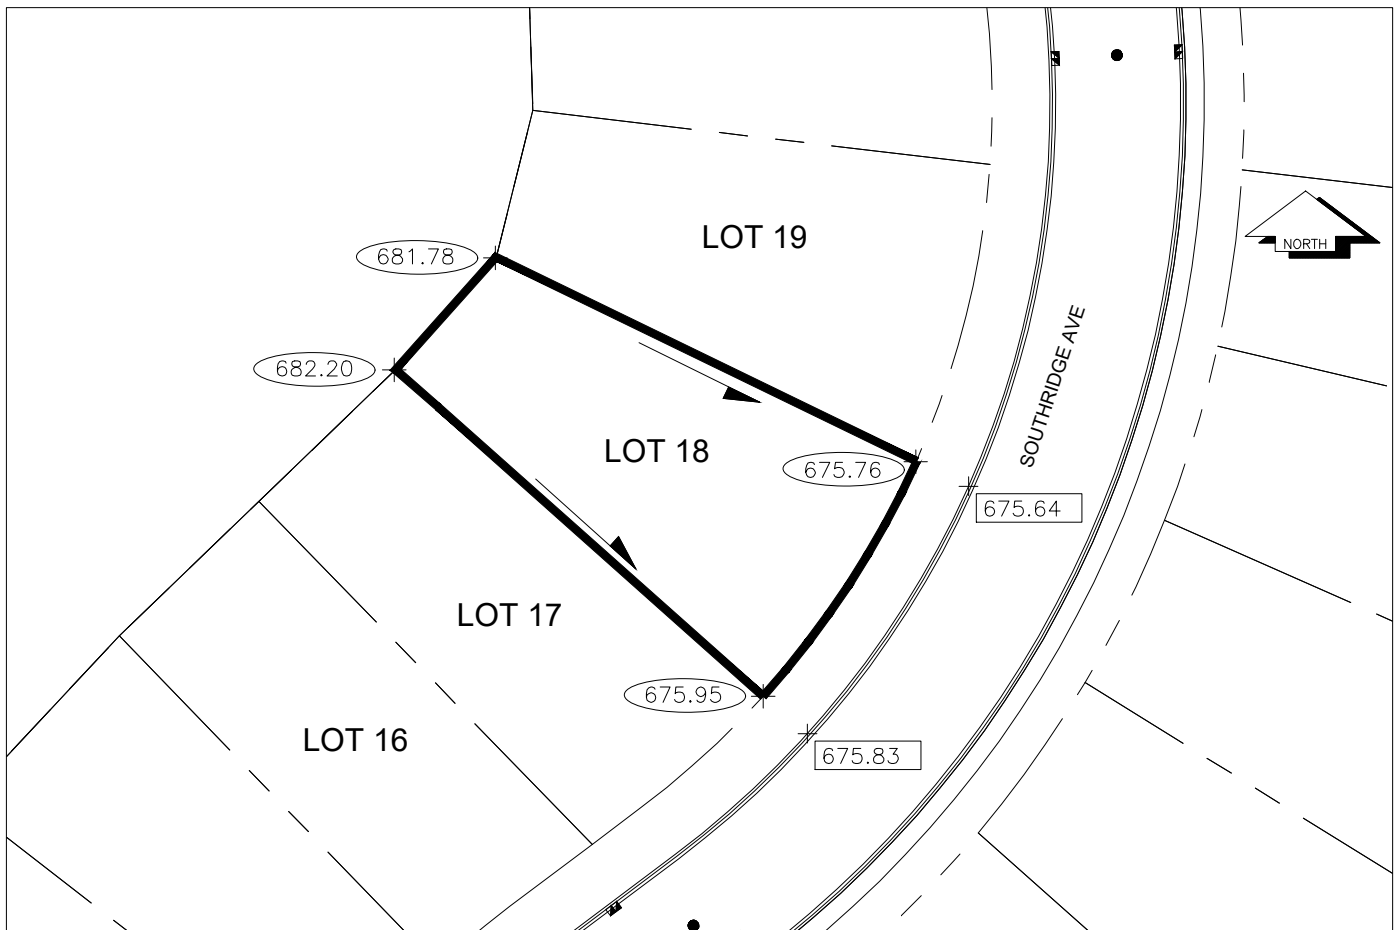 LOT 19
681.78
NORTH
682.20
SOUTHRIDGE AVE
LOT 18
675.76
675.64
LOT 17
675.95
LOT 16
675.83